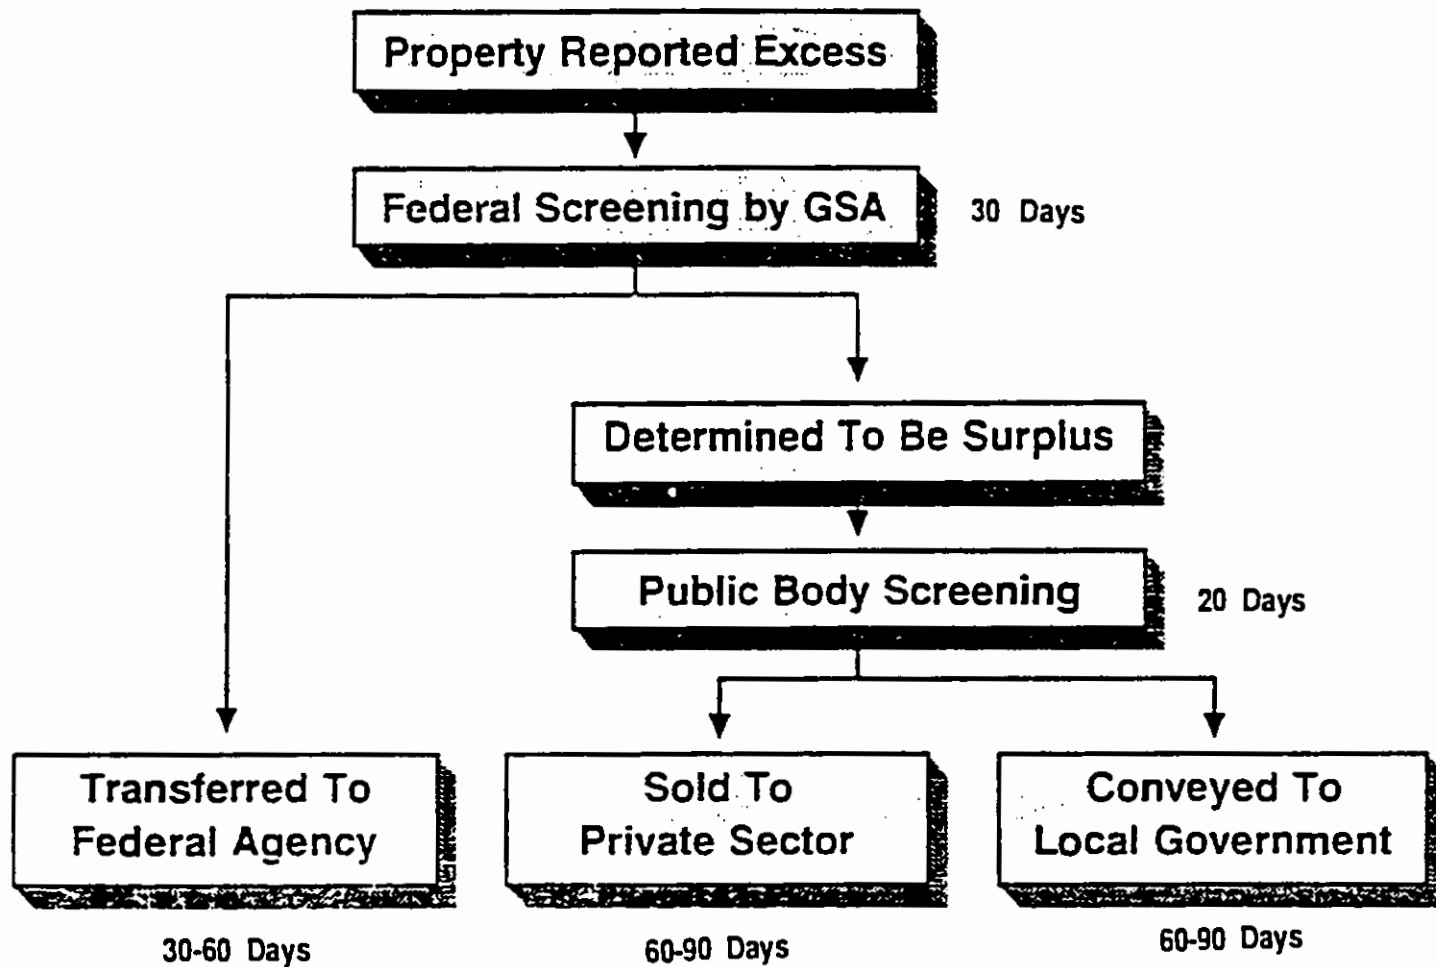 Property Reported Excess
Federal Screening by GSA
30 Days
Determined To Be Surplus
Public Body Screening
20 Days
Transferred To
Federal Agency
30-60 Days
Sold To
Private Sector
60-90 Days
Conveyed To
Local Government
60-90 Days